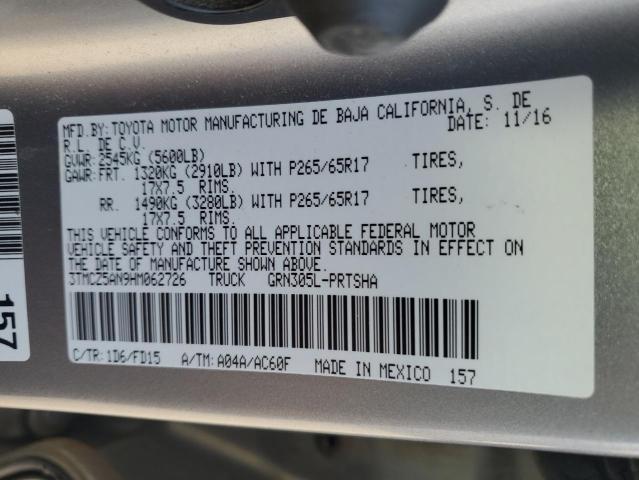 MFD.BY:TOYOTA MOTOR MANUFACTURING DE BAJA CALIFORNIA, S. DE
R.L. DE C.V. DATE: 11/16
GVWR:2545KG (5600LB)
GAWR:FRT. 1320KG (2910LB) WITH P265/65R17 TIRES,
17X7.5 RIMS.
RR. 1490KG (3280LB) WITH P265/65R17 TIRES,
17X7.5 RIMS.
THIS VEHICLE CONFORMS TO ALL APPLICABLE FEDERAL MOTOR
VEHICLE SAFETY AND THEFT PREVENTION STANDARDS IN EFFECT ON
THE DATE OF MANUFACTURE SHOWN ABOVE.
3TMCZ5AN9HM062726 TRUCK GRN305L-PRTSHA
C/TR:1D6/FD15 A/TM:A04A/AC60F MADE IN MEXICO 157
157